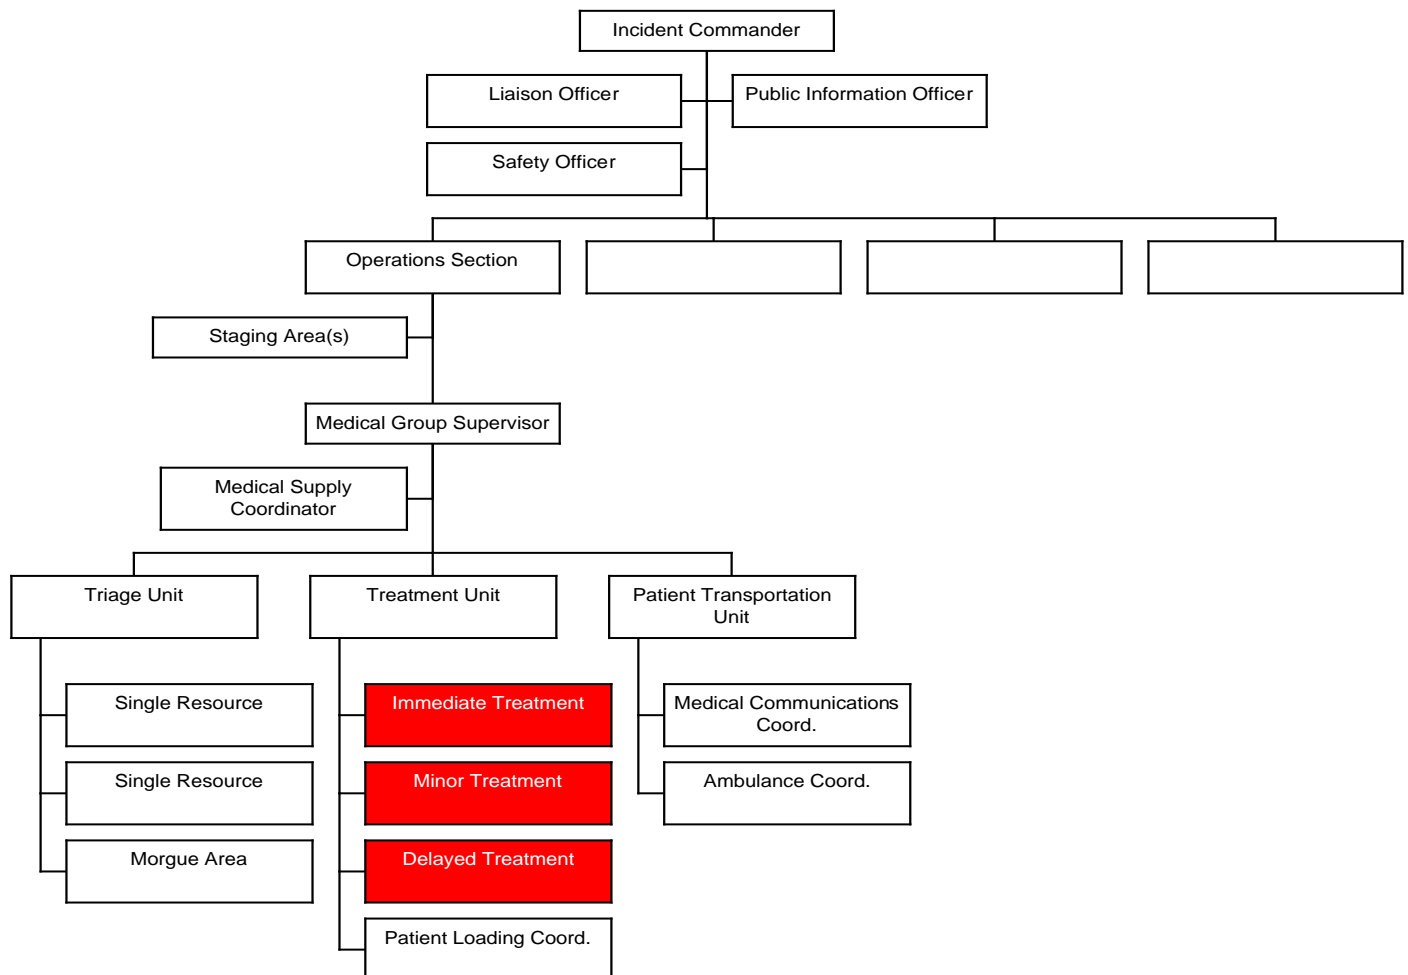 Incident Commander
Liaison Officer
Public Information Officer
Safety Officer
Operations Section
Staging Area(s)
Medical Group Supervisor
Medical Supply
Coordinator
Triage Unit
Treatment Unit
Patient Transportation
Unit
Single Resource
Immediate Treatment
Medical Communications
Coord.
Single Resource
Minor Treatment
Ambulance Coord.
Morgue Area
Delayed Treatment
Patient Loading Coord.